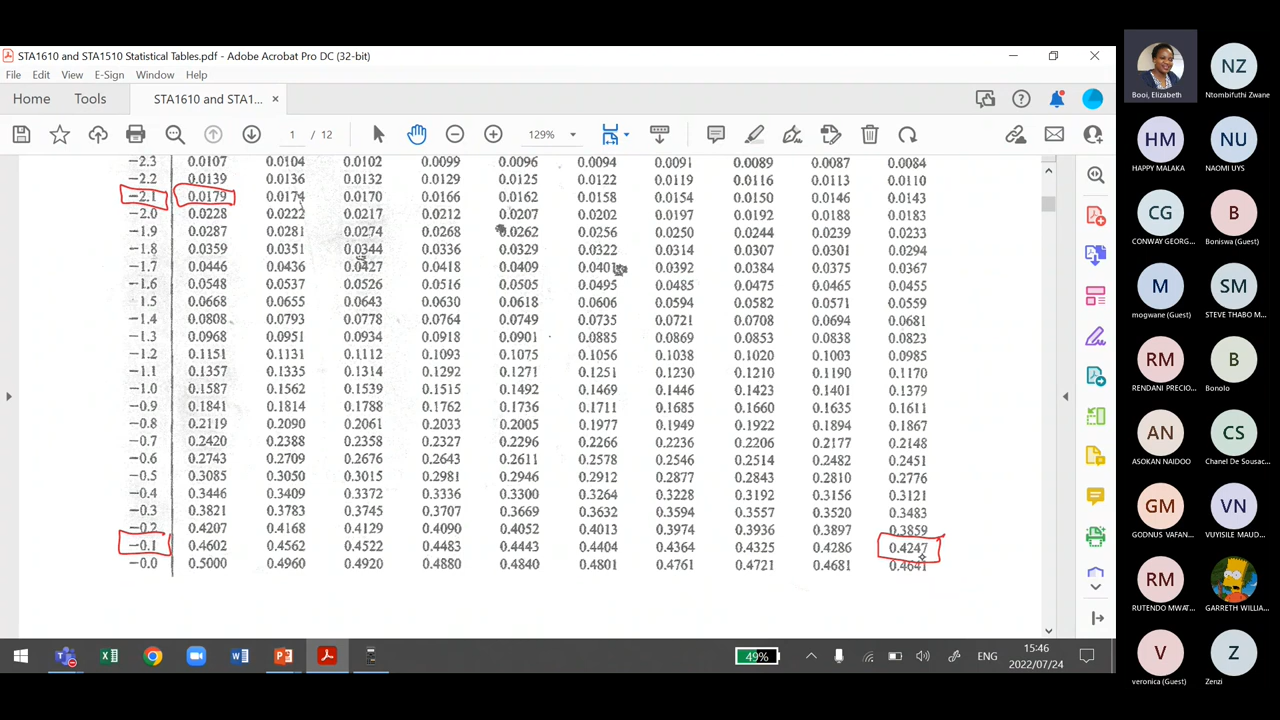 STA1610 and STA1510 Statistical Tables.pdf - Adobe Acrobat Pro DC (32-bit)
File Edit View E-Sign Window Help
Home Tools STA1610 and STA1... ×
1 / 12 129%
−2.3 0.0107 0.0104 0.0102 0.0099 0.0096 0.0094 0.0091 0.0089 0.0087 0.0084
−2.2 0.0139 0.0136 0.0132 0.0129 0.0125 0.0122 0.0119 0.0116 0.0113 0.0110
−2.1 0.0179 0.0174 0.0170 0.0166 0.0162 0.0158 0.0154 0.0150 0.0146 0.0143
−2.0 0.0228 0.0222 0.0217 0.0212 0.0207 0.0202 0.0197 0.0192 0.0188 0.0183
−1.9 0.0287 0.0281 0.0274 0.0268 0.0262 0.0256 0.0250 0.0244 0.0239 0.0233
−1.8 0.0359 0.0351 0.0344 0.0336 0.0329 0.0322 0.0314 0.0307 0.0301 0.0294
−1.7 0.0446 0.0436 0.0427 0.0418 0.0409 0.0401 0.0392 0.0384 0.0375 0.0367
−1.6 0.0548 0.0537 0.0526 0.0516 0.0505 0.0495 0.0485 0.0475 0.0465 0.0455
−1.5 0.0668 0.0655 0.0643 0.0630 0.0618 0.0606 0.0594 0.0582 0.0571 0.0559
−1.4 0.0808 0.0793 0.0778 0.0764 0.0749 0.0735 0.0721 0.0708 0.0694 0.0681
−1.3 0.0968 0.0951 0.0934 0.0918 0.0901 0.0885 0.0869 0.0853 0.0838 0.0823
−1.2 0.1151 0.1131 0.1112 0.1093 0.1075 0.1056 0.1038 0.1020 0.1003 0.0985
−1.1 0.1357 0.1335 0.1314 0.1292 0.1271 0.1251 0.1230 0.1210 0.1190 0.1170
−1.0 0.1587 0.1562 0.1539 0.1515 0.1492 0.1469 0.1446 0.1423 0.1401 0.1379
−0.9 0.1841 0.1814 0.1788 0.1762 0.1736 0.1711 0.1685 0.1660 0.1635 0.1611
−0.8 0.2119 0.2090 0.2061 0.2033 0.2005 0.1977 0.1949 0.1922 0.1894 0.1867
−0.7 0.2420 0.2388 0.2358 0.2327 0.2296 0.2266 0.2236 0.2206 0.2177 0.2148
−0.6 0.2743 0.2709 0.2676 0.2643 0.2611 0.2578 0.2546 0.2514 0.2482 0.2451
−0.5 0.3085 0.3050 0.3015 0.2981 0.2946 0.2912 0.2877 0.2843 0.2810 0.2776
−0.4 0.3446 0.3409 0.3372 0.3336 0.3300 0.3264 0.3228 0.3192 0.3156 0.3121
−0.3 0.3821 0.3783 0.3745 0.3707 0.3669 0.3632 0.3594 0.3557 0.3520 0.3483
−0.2 0.4207 0.4168 0.4129 0.4090 0.4052 0.4013 0.3974 0.3936 0.3897 0.3859
−0.1 0.4602 0.4562 0.4522 0.4483 0.4443 0.4404 0.4364 0.4325 0.4286 0.4247
−0.0 0.5000 0.4960 0.4920 0.4880 0.4840 0.4801 0.4761 0.4721 0.4681 0.4641
49% ENG 15:46
2022/07/24
NZ
Booi, Elizabeth Ntombifuthi Zwane
HM NU
HAPPY MALAKA NAOMI UYS
CG B
CONWAY GEORG... Boniswa (Guest)
M SM
mogwane (Guest) STEVE THABO M...
RM B
RENDANI PRECIO... Bonolo
AN CS
ASOKAN NAIDOO Chanel De Sousac...
GM VN
GODNUS VAFAN... VUYISILE MAUD...
RM
RUTENDO MWAT... GARRETH WILLIA...
V Z
veronica (Guest) Zenzi